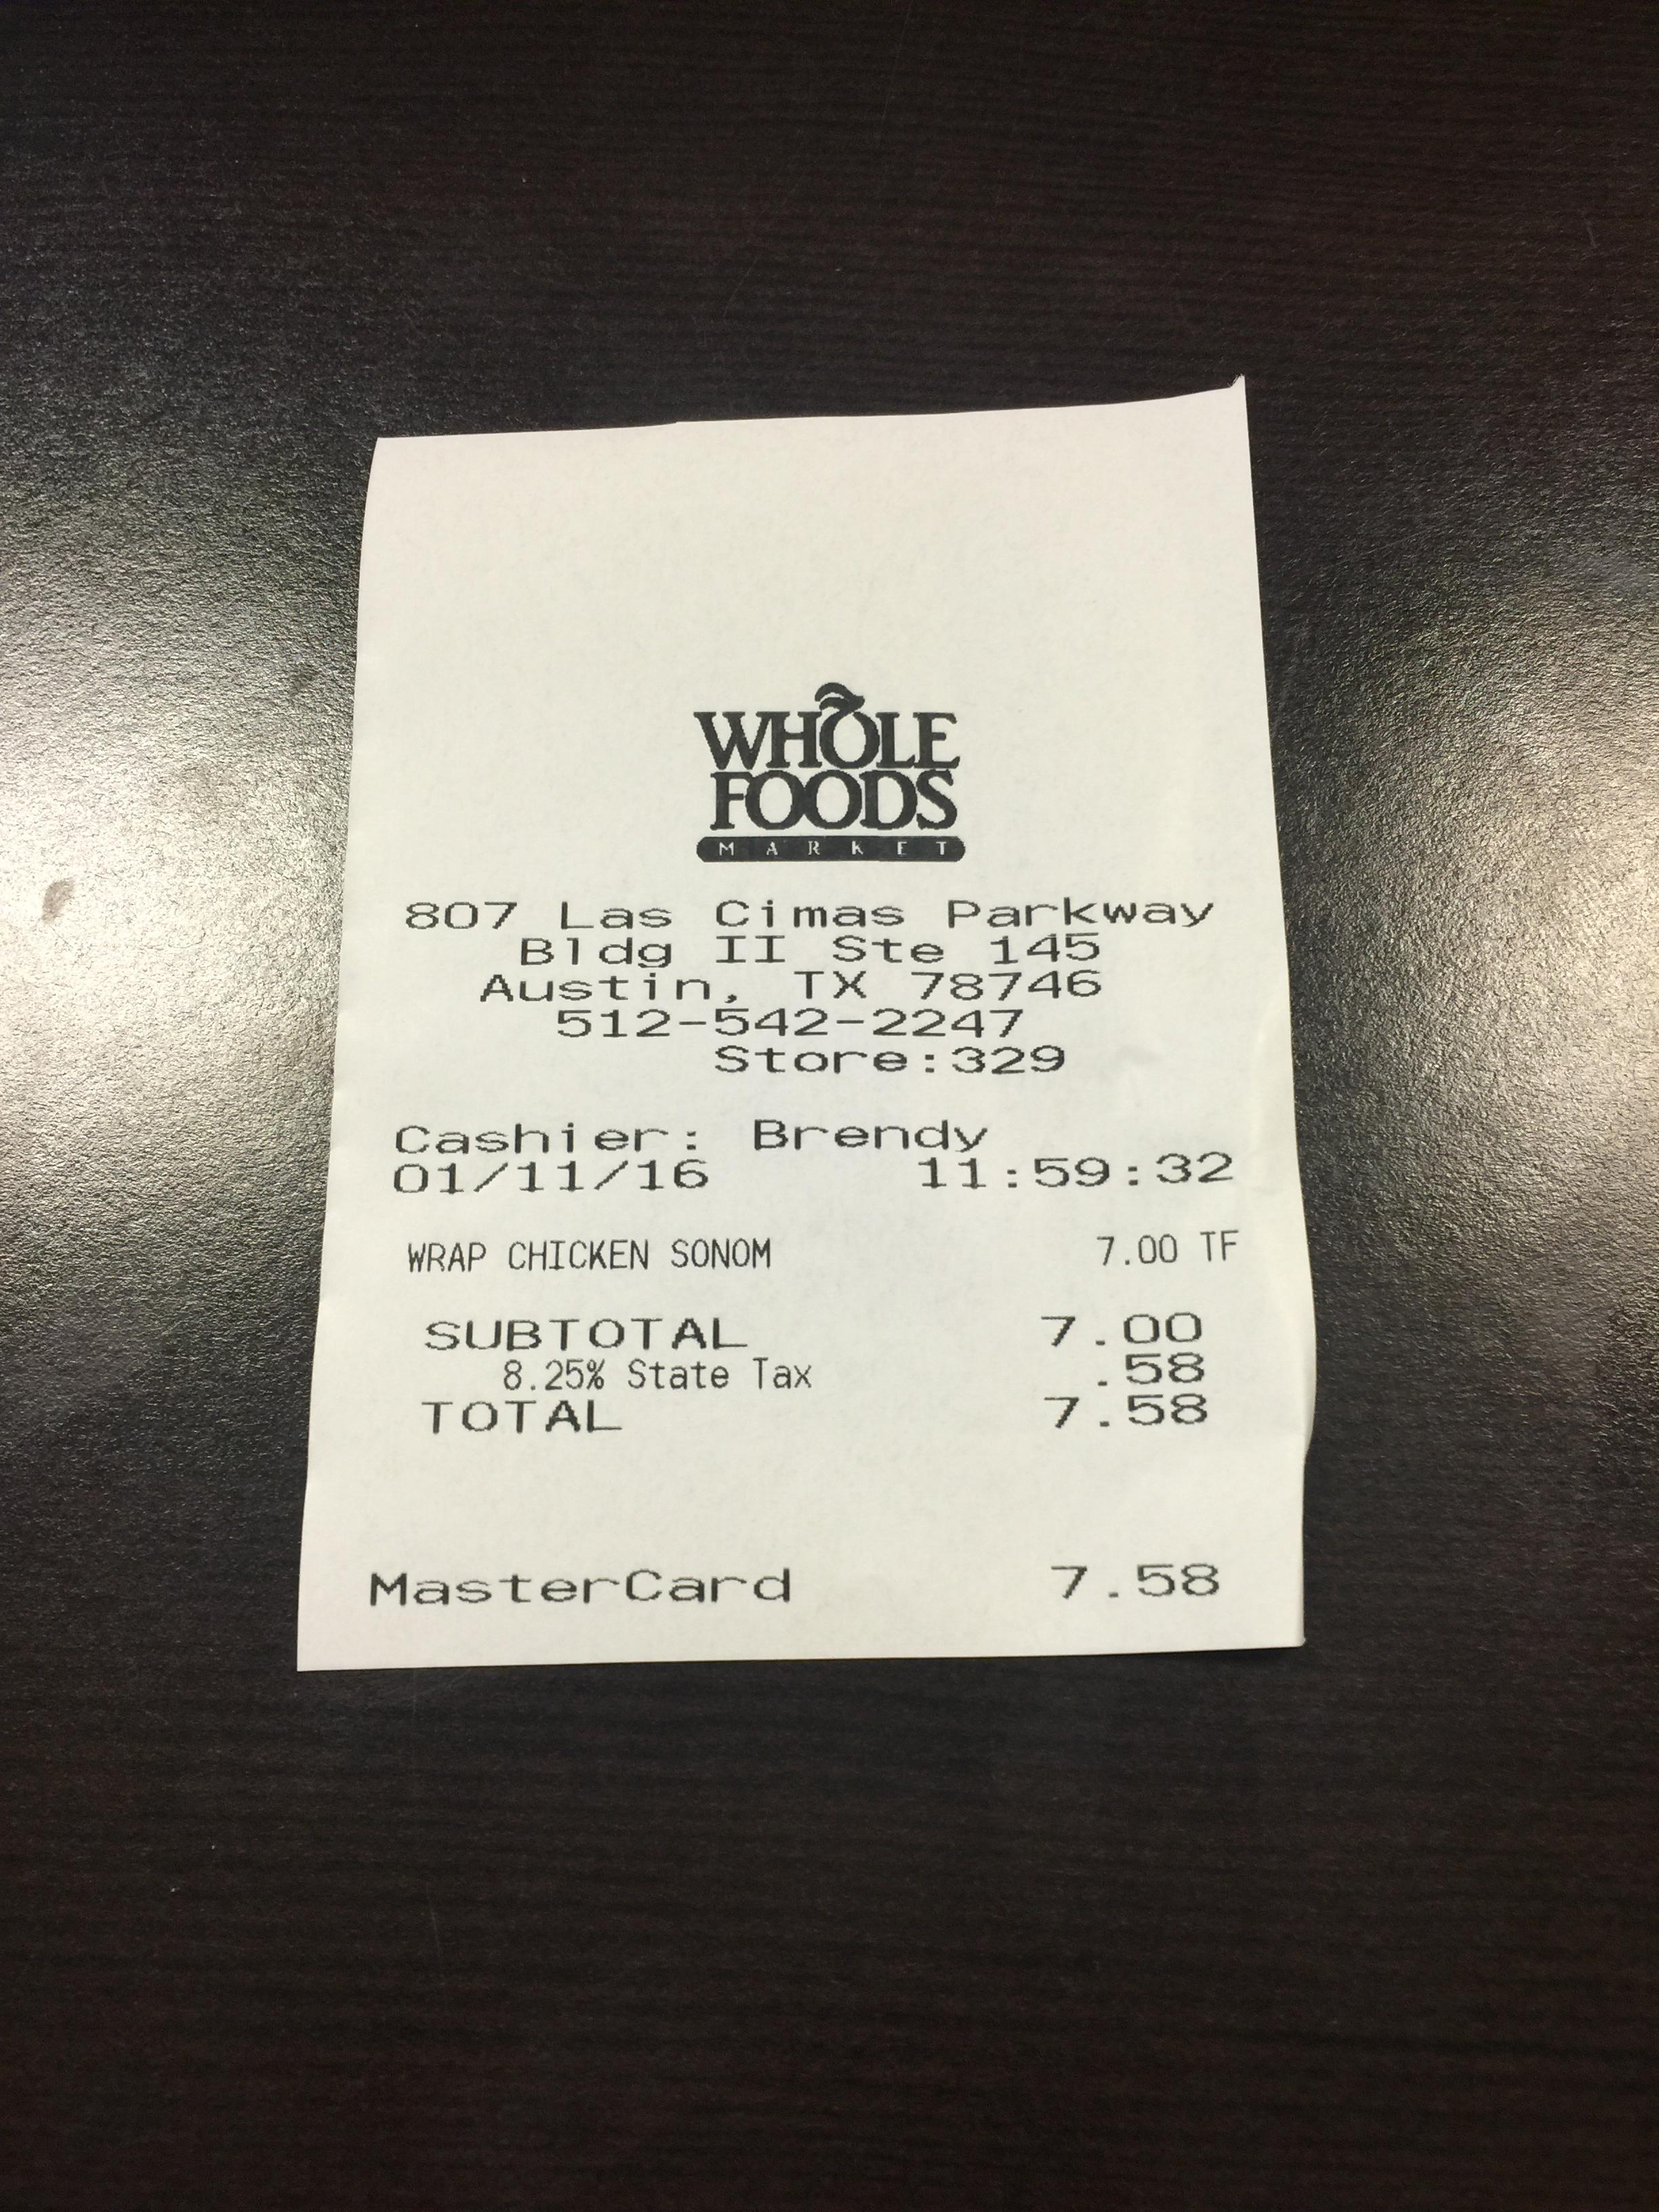 WHOLE
FOODS
MARKET
807 Las Cimas Parkway
Bldg II Ste 145
Austin, TX 78746
512-542-2247
Store:329
Cashier: Brendy
01/11/16 11:59:32
WRAP CHICKEN SONOM 7.00 TF
SUBTOTAL 7.00
8.25% State Tax .58
TOTAL 7.58
MasterCard 7.58